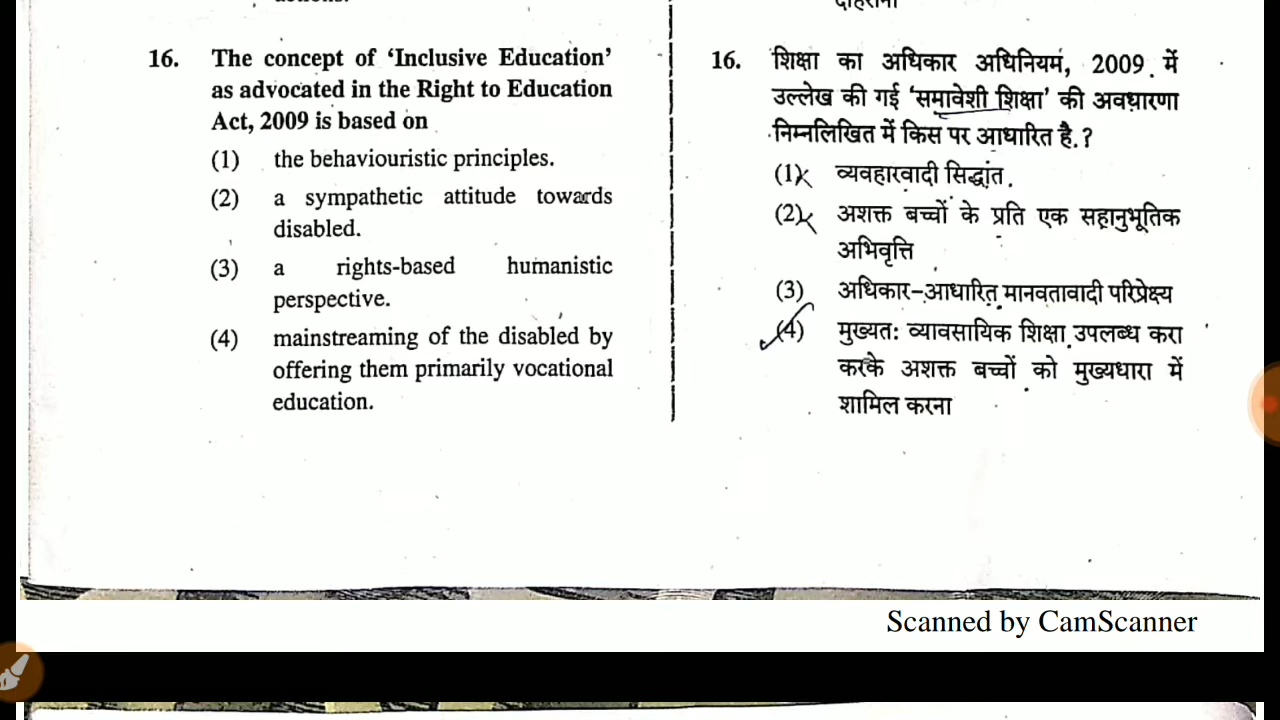 actions.
16. The concept of ‘Inclusive Education’
as advocated in the Right to Education
Act, 2009 is based on
(1) the behaviouristic principles.
(2) a sympathetic attitude towards
disabled.
(3) a rights-based humanistic
perspective.
(4) mainstreaming of the disabled by
offering them primarily vocational
education.
दोहराना
16. शिक्षा का अधिकार अधिनियम, 2009 में
उल्लेख की गई ‘समावेशी शिक्षा’ की अवधारणा
निम्नलिखित में किस पर आधारित है ?
(1) व्यवहारवादी सिद्धांत
(2) अशक्त बच्चों के प्रति एक सहानुभूतिक
अभिवृत्ति
(3) अधिकार-आधारित मानवतावादी परिप्रेक्ष्य
(4) मुख्यतः व्यावसायिक शिक्षा उपलब्ध करा
करके अशक्त बच्चों को मुख्यधारा में
शामिल करना
Scanned by CamScanner